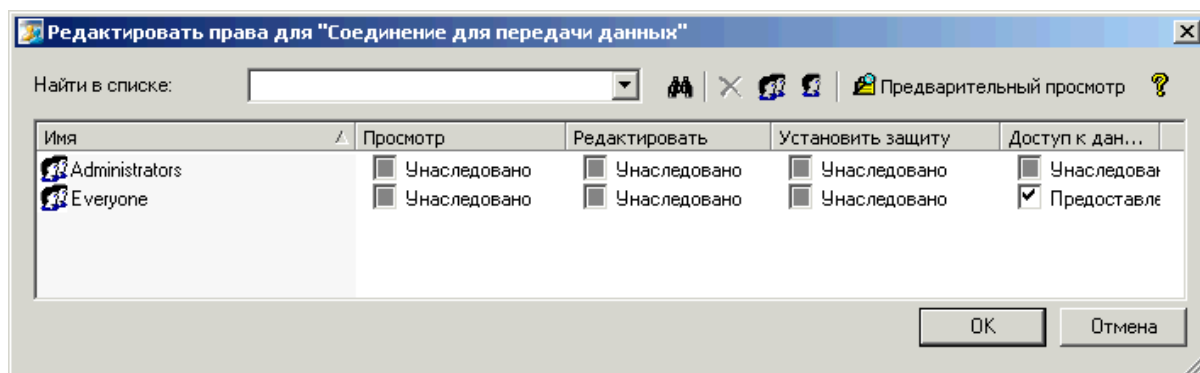 Редактировать права для "Соединение для передачи данных"
Найти в списке: Предварительный просмотр
Имя Просмотр Редактировать Установить защиту Доступ к дан...
Administrators Унаследовано Унаследовано Унаследовано Унаследован
Everyone Унаследовано Унаследовано Унаследовано Предоставле
OK Отмена